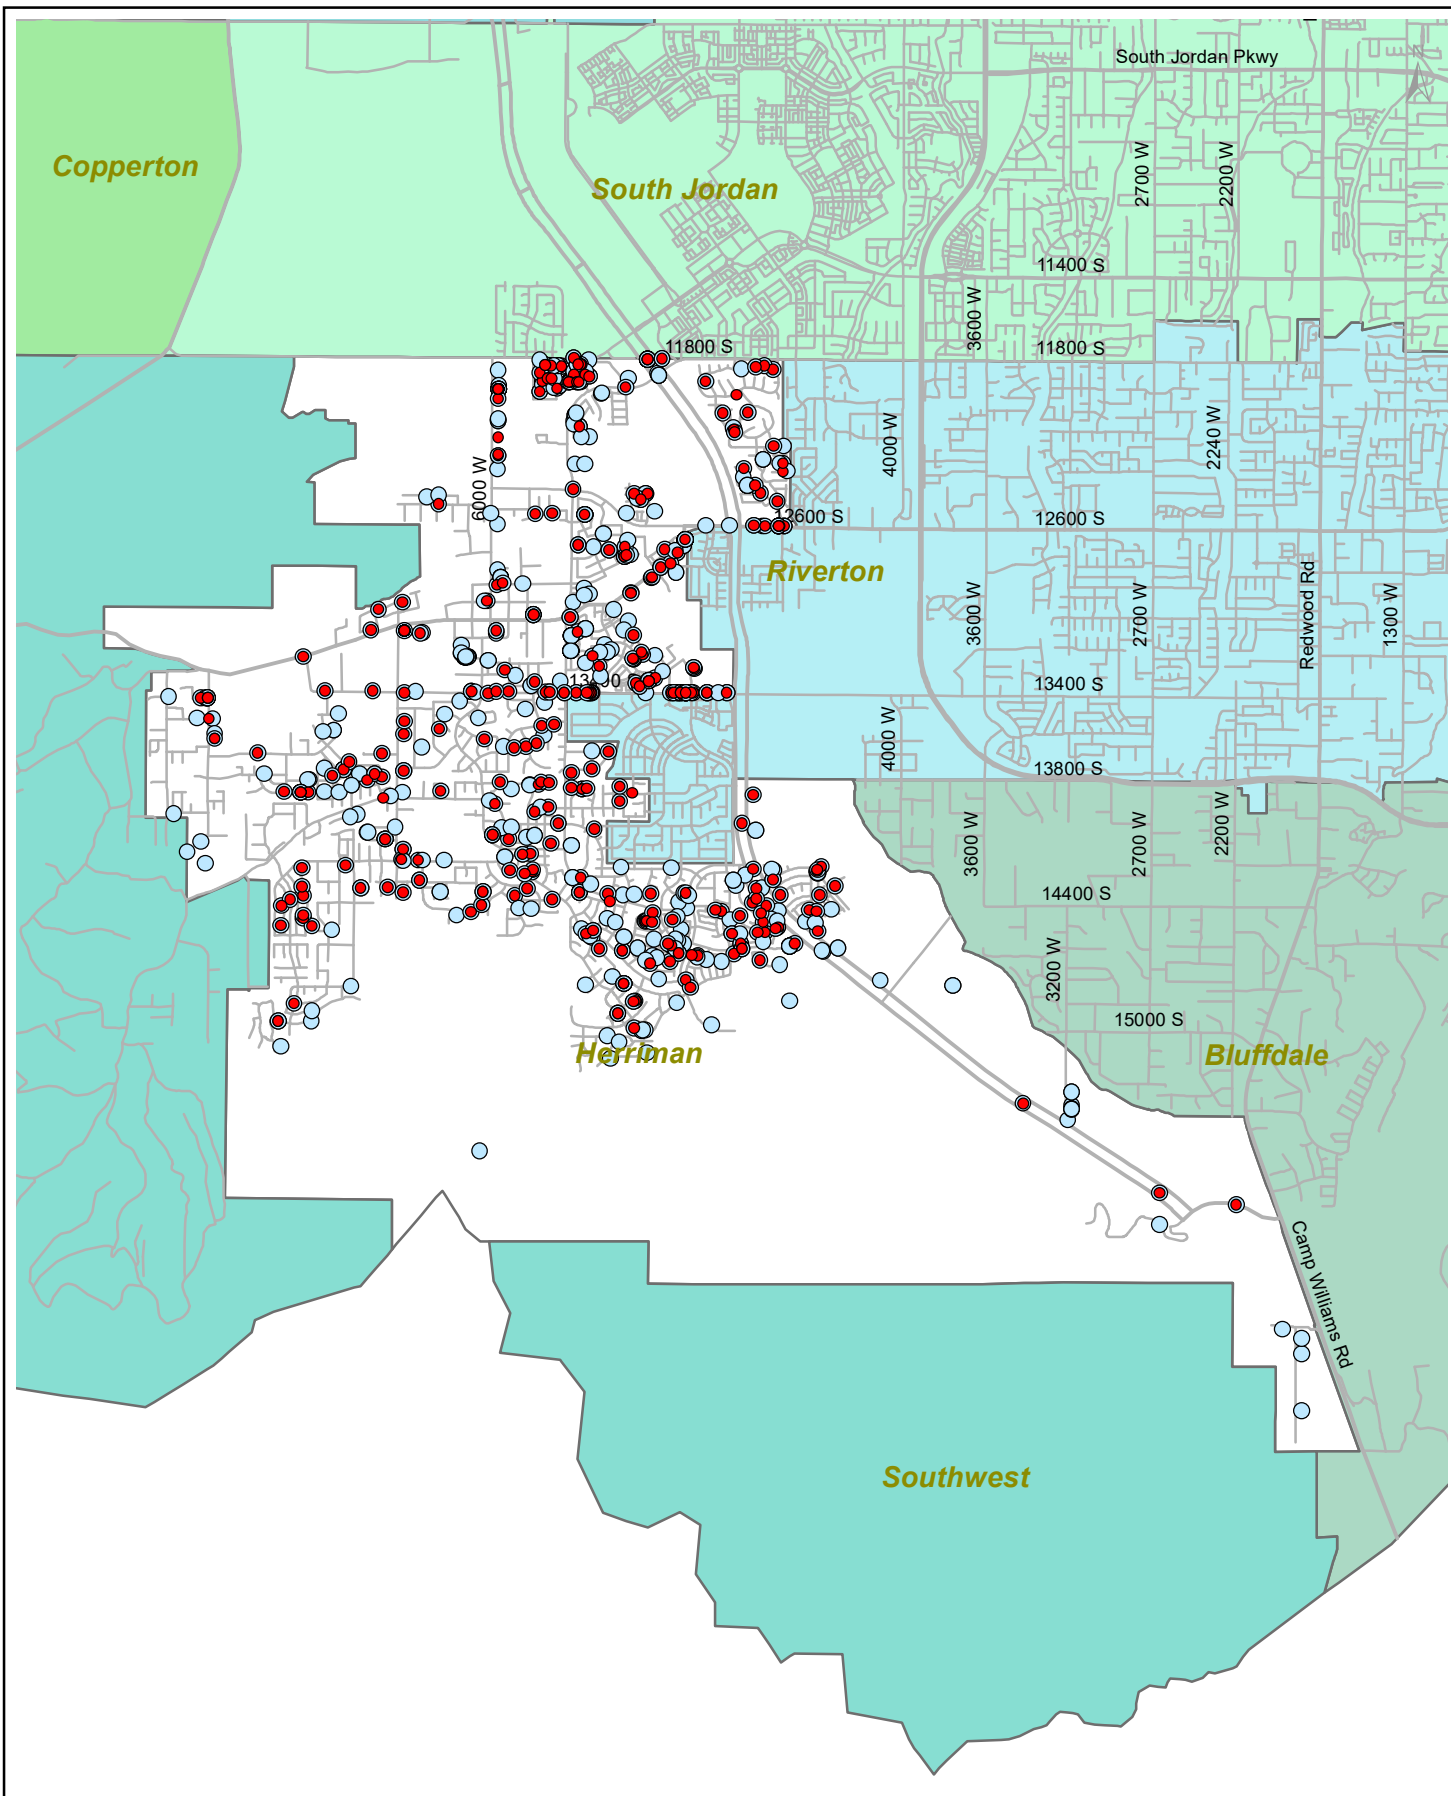 South Jordan Pkwy
Copperton
South Jordan
2700 W
2200 W
11400 S
3600 W
11800 S
11800 S
4000 W
2240 W
6000 W
12600 S
12600 S
Riverton
3600 W
2700 W
Redwood Rd
1300 W
13400 S
4000 W
13800 S
3600 W
2700 W
2200 W
14400 S
3200 W
15000 S
Herriman
Bluffdale
Camp Williams Rd
Southwest